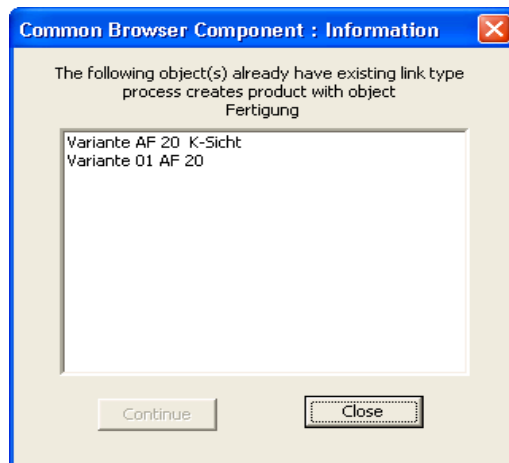 Common Browser Component : Information
The following object(s) already have existing link type
process creates product with object
Fertigung
Variante AF 20  K-Sicht
Variante 01 AF 20
Continue
Close